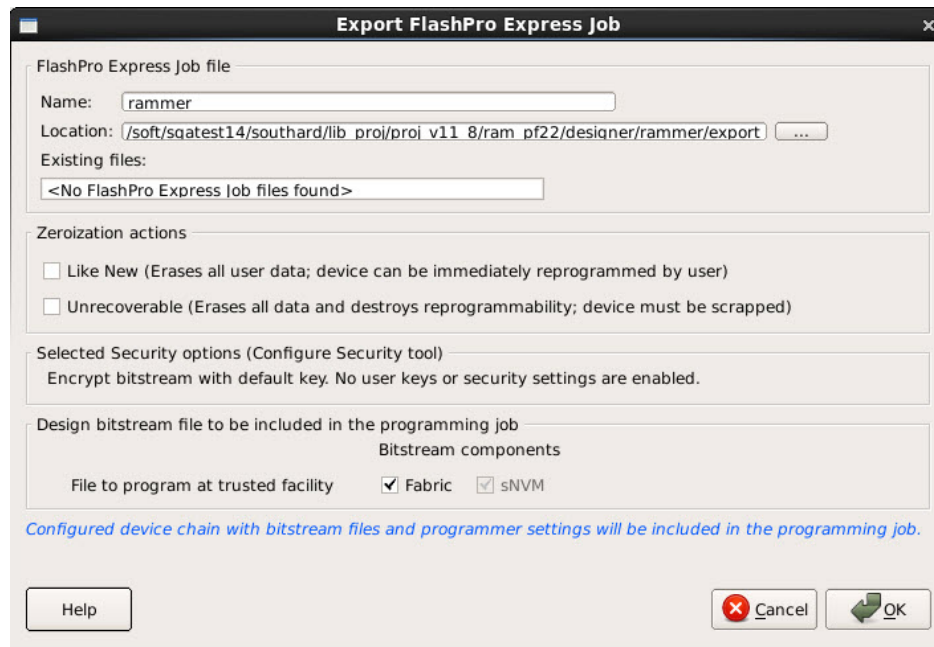 Export FlashPro Express Job
FlashPro Express Job file
Name: rammer
Location: /soft/sqatest14/southard/lib_proj/proj_v11_8/ram_pf22/designer/rammer/export ...
Existing files:
<No FlashPro Express Job files found>
Zeroization actions
Like New (Erases all user data; device can be immediately reprogrammed by user)
Unrecoverable (Erases all data and destroys reprogrammability; device must be scrapped)
Selected Security options (Configure Security tool)
Encrypt bitstream with default key. No user keys or security settings are enabled.
Design bitstream file to be included in the programming job
Bitstream components
File to program at trusted facility Fabric sNVM
Configured device chain with bitstream files and programmer settings will be included in the programming job.
Help Cancel OK